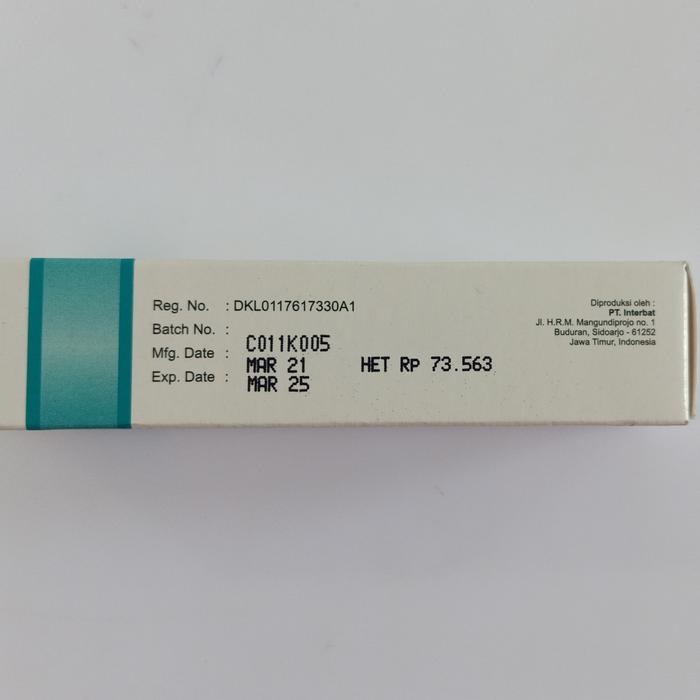 Reg. No. : DKL0117617330A1
Batch No. : C011K005
Mfg. Date : MAR 21 HET Rp 73.563
Exp. Date : MAR 25
Diproduksi oleh :
PT. Interbat
Jl. H.R.M. Mangundiprojo no. 1
Buduran, Sidoarjo - 61252
Jawa Timur, Indonesia